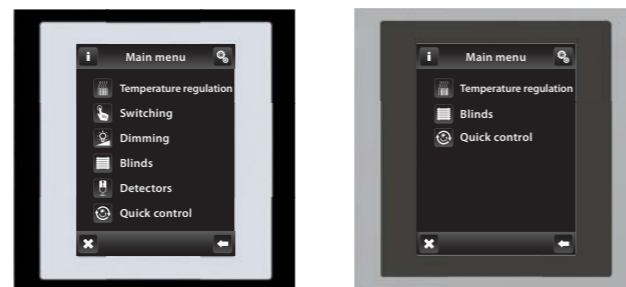 i Main menu
Temperature regulation
Switching
Dimming
Blinds
Detectors
Quick control
i Main menu
Temperature regulation
Blinds
Quick control